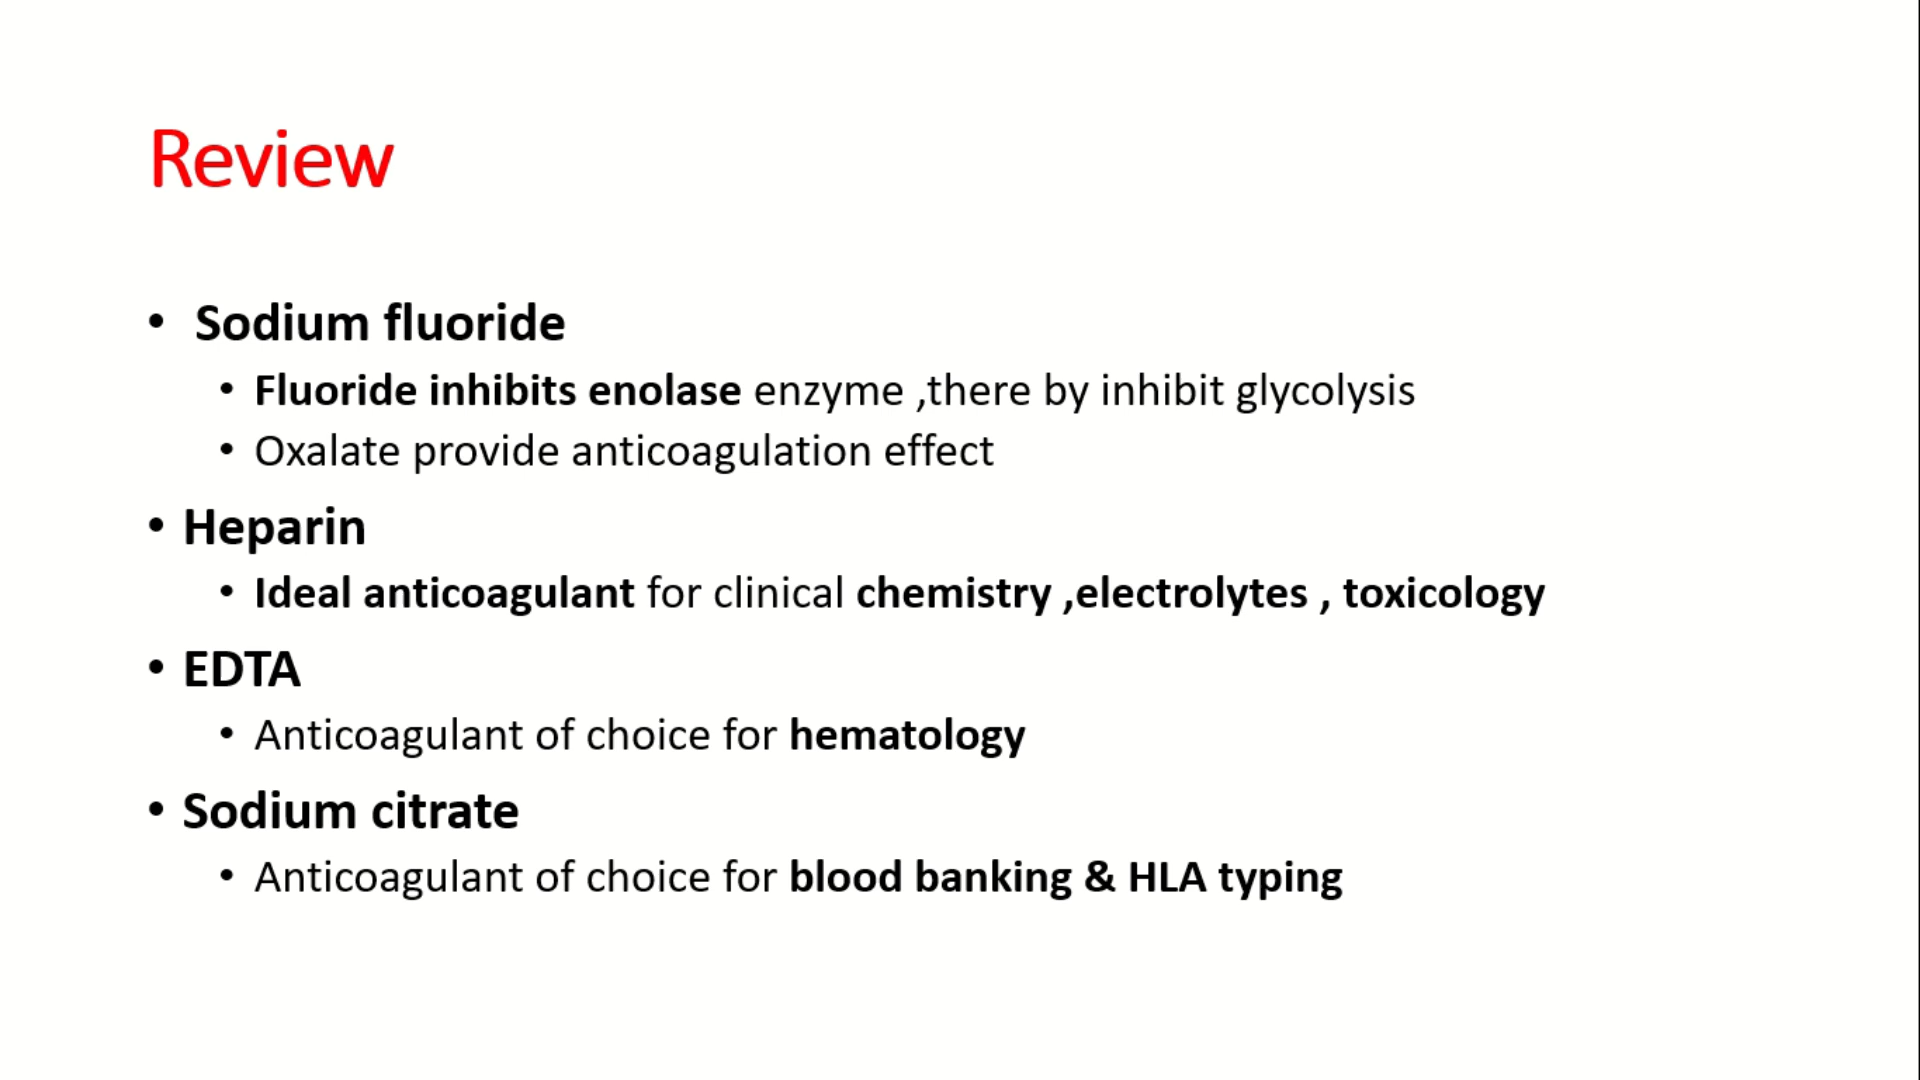 Review
• Sodium fluoride
• Fluoride inhibits enolase enzyme ,there by inhibit glycolysis
• Oxalate provide anticoagulation effect
• Heparin
• Ideal anticoagulant for clinical chemistry ,electrolytes , toxicology
• EDTA
• Anticoagulant of choice for hematology
• Sodium citrate
• Anticoagulant of choice for blood banking & HLA typing